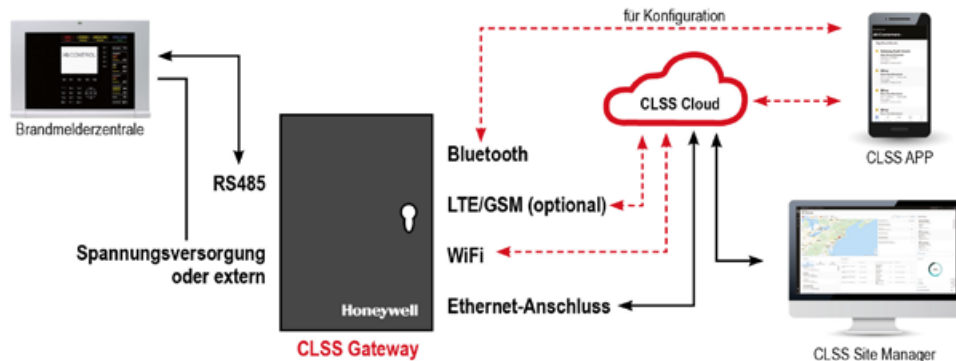 für Konfiguration
CLSS Cloud
Brandmelderzentrale
CLSS APP
RS485
Bluetooth
LTE/GSM (optional)
WiFi
Spannungsversorgung
oder extern
Ethernet-Anschluss
Honeywell
CLSS Gateway
CLSS Site Manager